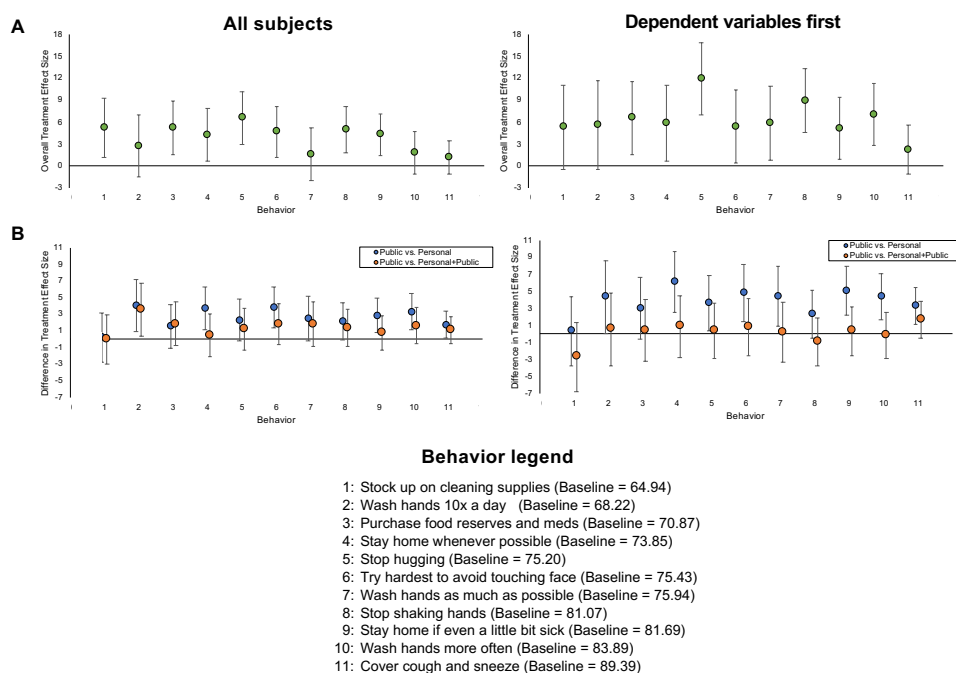 All subjects
Dependent variables first
A
Overall Treatment Effect Size
18
15
12
9
6
3
0
-3
1 2 3 4 5 6 7 8 9 10 11
Behavior
Overall Treatment Effect Size
18
15
12
9
6
3
0
-3
1 2 3 4 5 6 7 8 9 10 11
Behavior
B
Difference in Treatment Effect Size
11
9
7
5
3
1
-1
-3
-5
-7
Public vs. Personal
Public vs. Personal+Public
1 2 3 4 5 6 7 8 9 10 11
Behavior
Difference in Treatment Effect Size
11
9
7
5
3
1
-1
-3
-5
-7
Public vs. Personal
Public vs. Personal+Public
1 2 3 4 5 6 7 8 9 10 11
Behavior
Behavior legend
1: Stock up on cleaning supplies (Baseline = 64.94)
2: Wash hands 10x a day (Baseline = 68.22)
3: Purchase food reserves and meds (Baseline = 70.87)
4: Stay home whenever possible (Baseline = 73.85)
5: Stop hugging (Baseline = 75.20)
6: Try hardest to avoid touching face (Baseline = 75.43)
7: Wash hands as much as possible (Baseline = 75.94)
8: Stop shaking hands (Baseline = 81.07)
9: Stay home if even a little bit sick (Baseline = 81.69)
10: Wash hands more often (Baseline = 83.89)
11: Cover cough and sneeze (Baseline = 89.39)